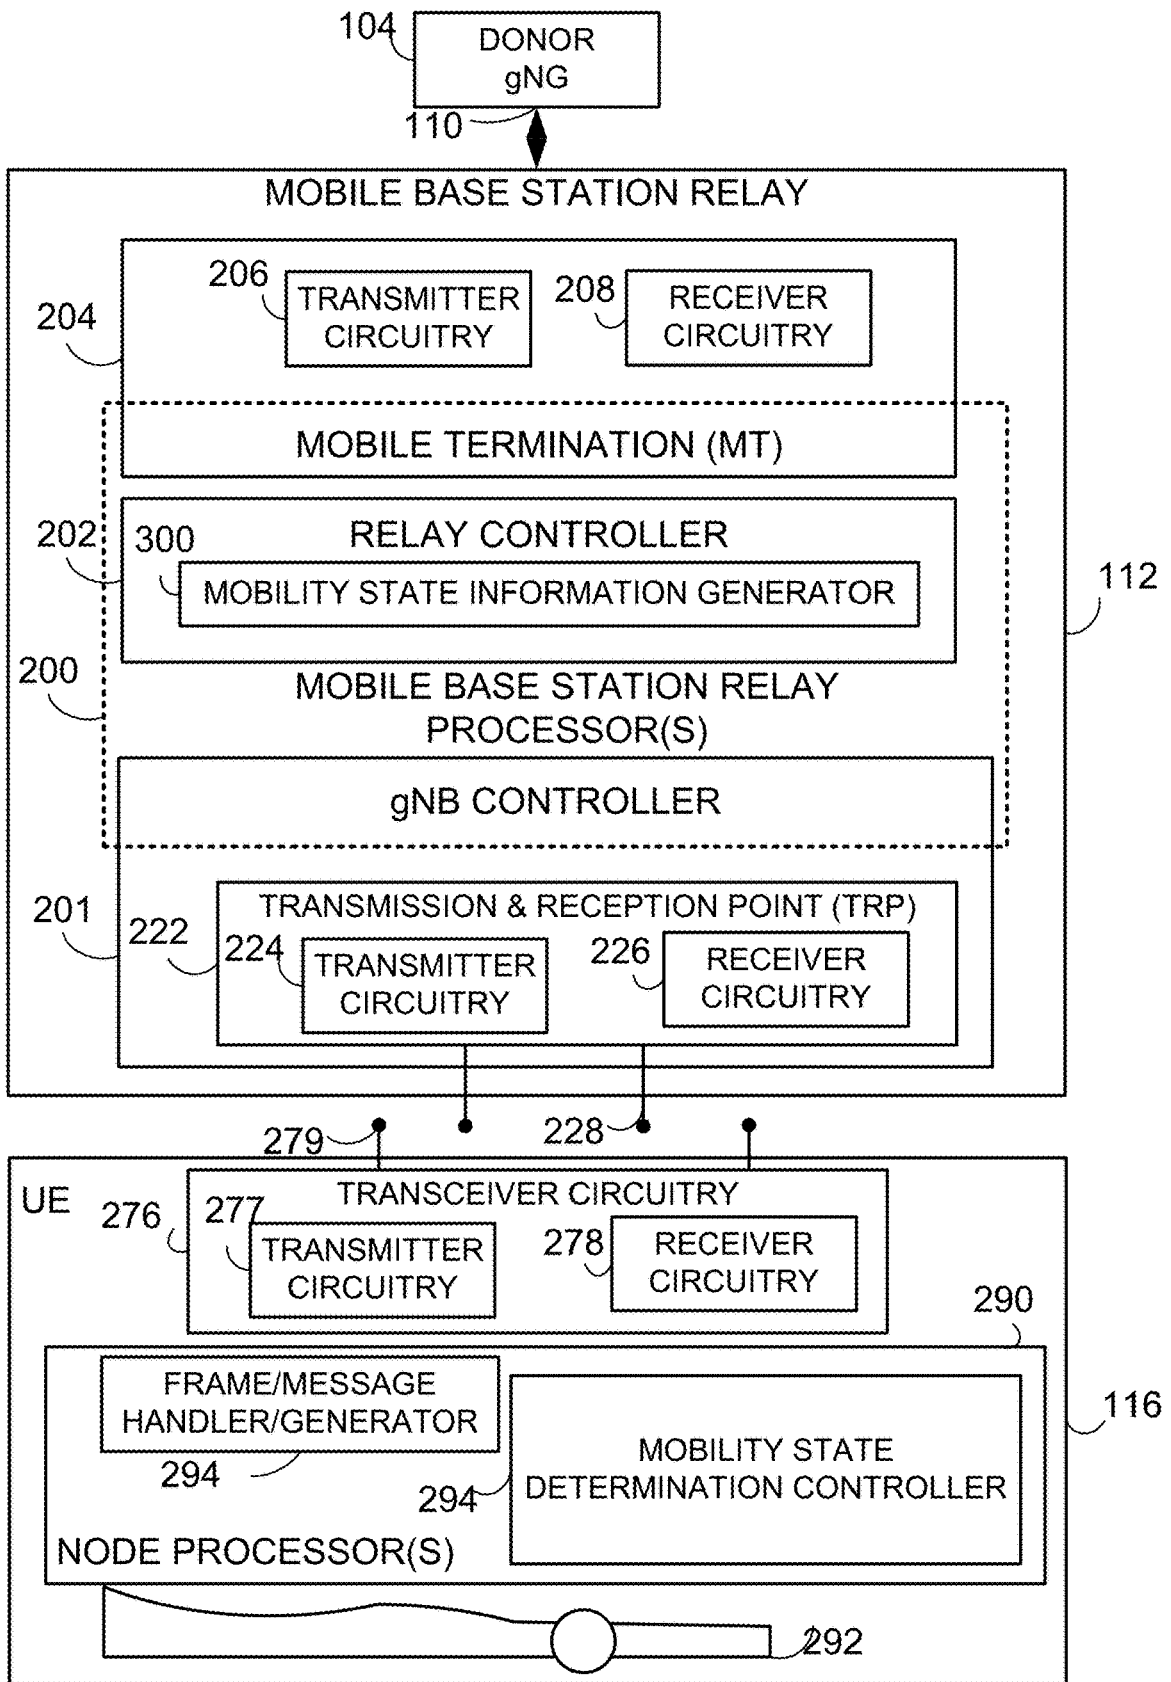 104
DONOR
gNG
110
MOBILE BASE STATION RELAY
206
TRANSMITTER
CIRCUITRY
208
RECEIVER
CIRCUITRY
204
MOBILE TERMINATION (MT)
202
300
RELAY CONTROLLER
MOBILITY STATE INFORMATION GENERATOR
112
200
MOBILE BASE STATION RELAY
PROCESSOR(S)
gNB CONTROLLER
201
222
TRANSMISSION & RECEPTION POINT (TRP)
224
TRANSMITTER
CIRCUITRY
226
RECEIVER
CIRCUITRY
279
228
UE
276
TRANSCEIVER CIRCUITRY
277
TRANSMITTER
CIRCUITRY
278
RECEIVER
CIRCUITRY
290
FRAME/MESSAGE
HANDLER/GENERATOR
294
MOBILITY STATE
DETERMINATION CONTROLLER
294
116
NODE PROCESSOR(S)
292